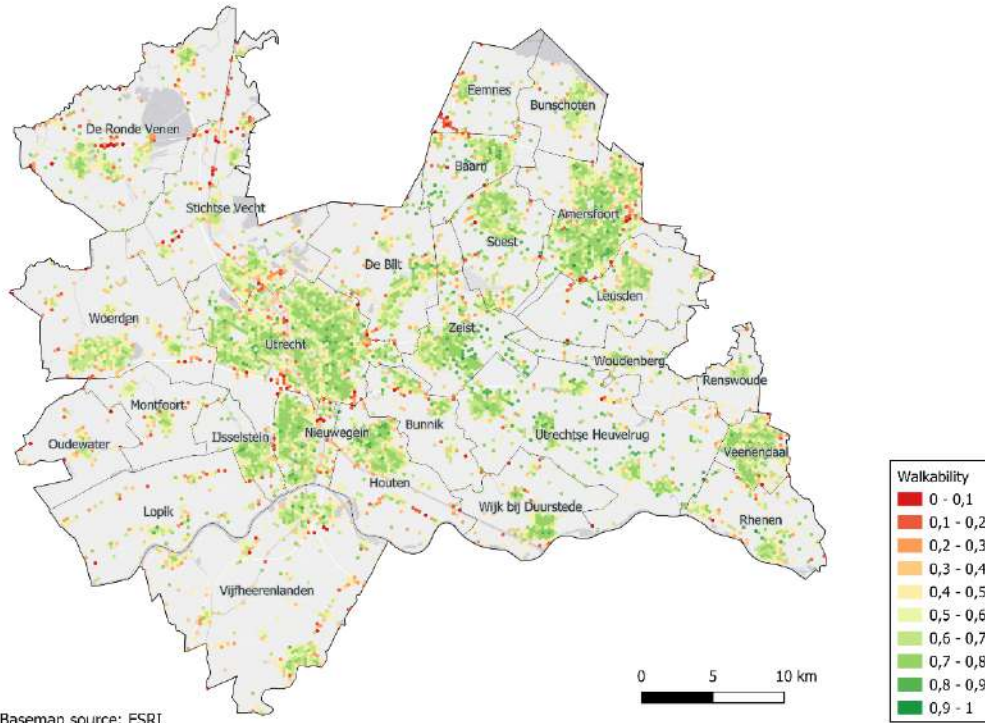 Eemnes
Bunschoten
De Ronde Venen
Baarn
Stichtse Vecht
Amersfoort
Soest
De Bilt
Leusden
Woerden
Zeist
Utrecht
Woudenberg
Renswoude
Montfoort
Oudewater
IJsselstein
Nieuwegein
Bunnik
Utrechtse Heuvelrug
Veenendaal
Houten
Lopik
Wijk bij Duurstede
Rhenen
Vijfheerenlanden
Walkability
0 - 0,1
0,1 - 0,2
0,2 - 0,3
0,3 - 0,4
0,4 - 0,5
0,5 - 0,6
0,6 - 0,7
0,7 - 0,8
0,8 - 0,9
0,9 - 1
0 5 10 km
Basemap source: ESRI